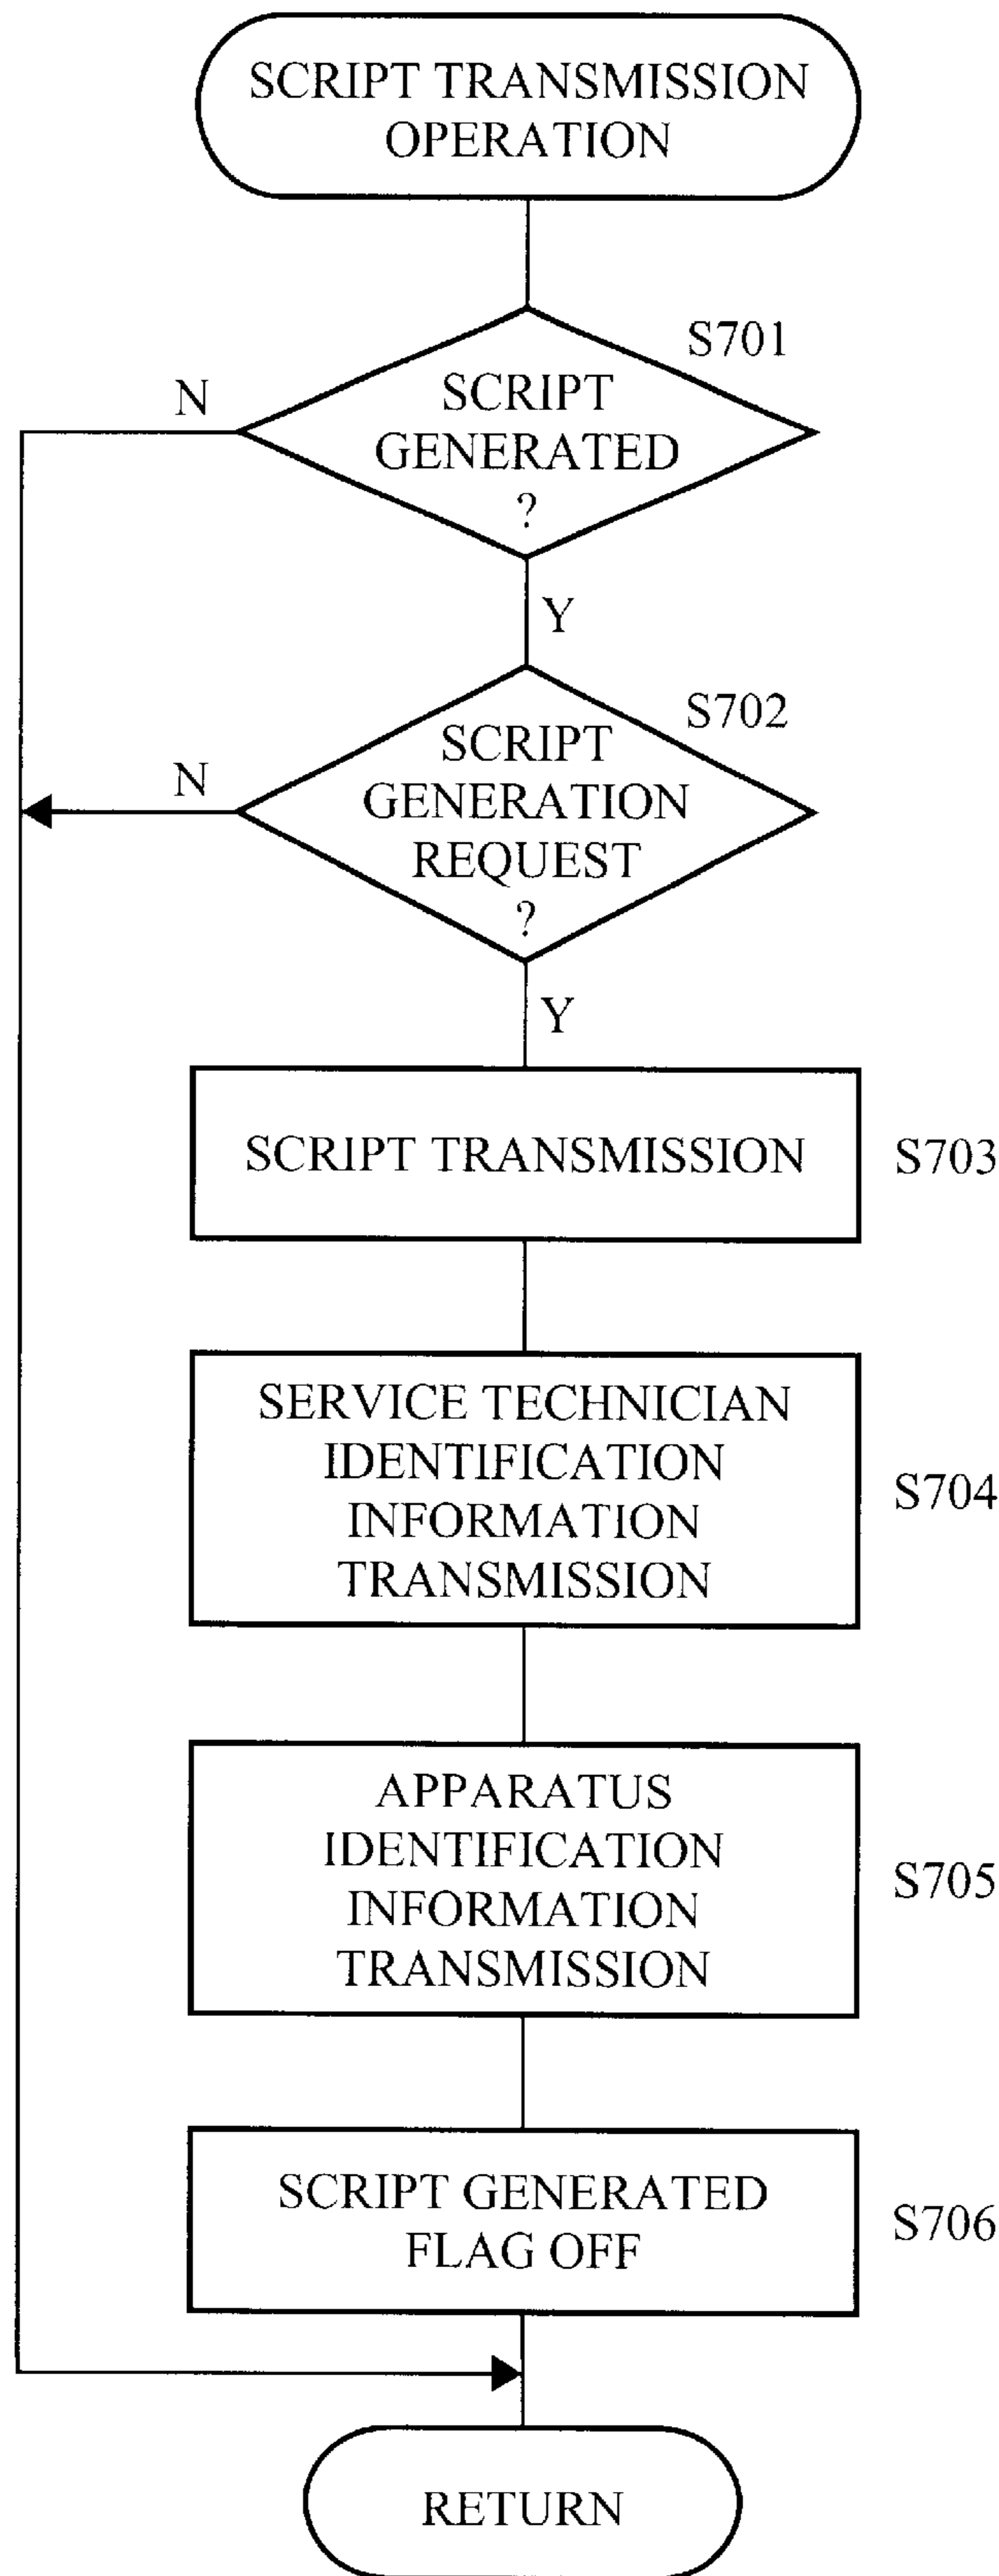 SCRIPT TRANSMISSION
OPERATION
S701
N
SCRIPT
GENERATED
?
Y
S702
N
SCRIPT
GENERATION
REQUEST
?
Y
SCRIPT TRANSMISSION
S703
SERVICE TECHNICIAN
IDENTIFICATION
INFORMATION
TRANSMISSION
S704
APPARATUS
IDENTIFICATION
INFORMATION
TRANSMISSION
S705
SCRIPT GENERATED
FLAG OFF
S706
RETURN